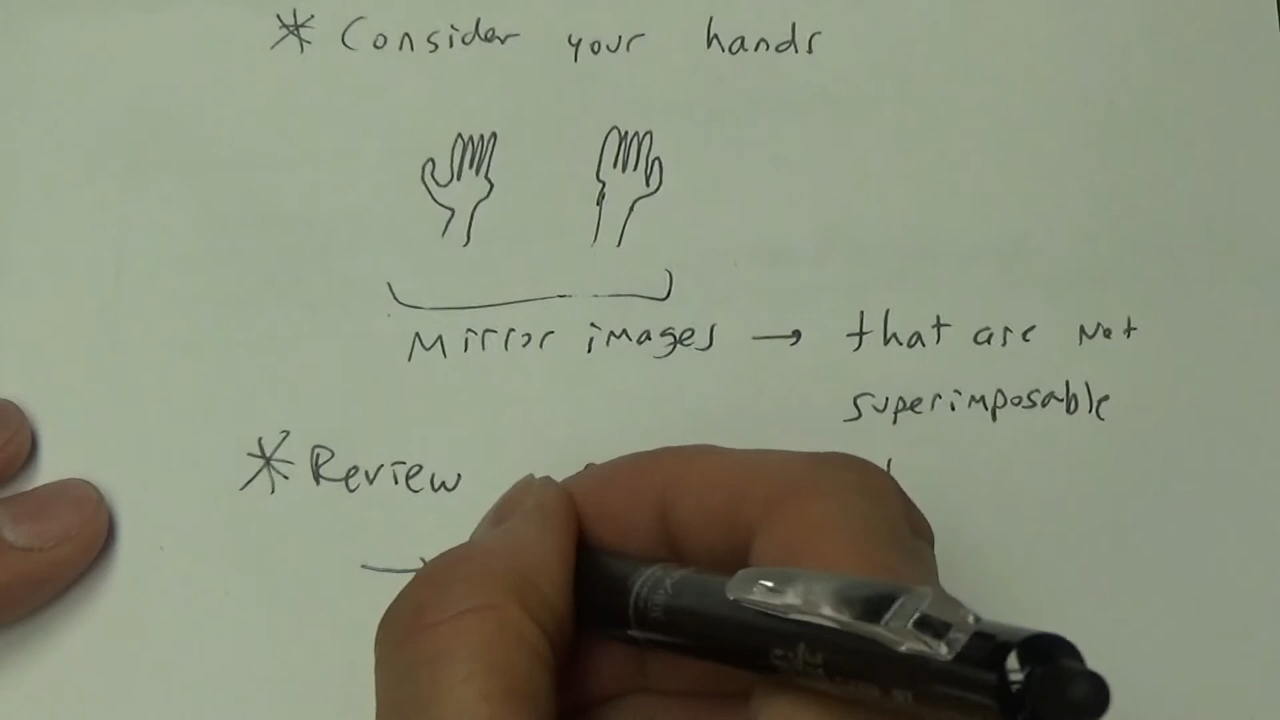 * Consider your hands
Mirror images → that are Not
superimposable
* Review
→